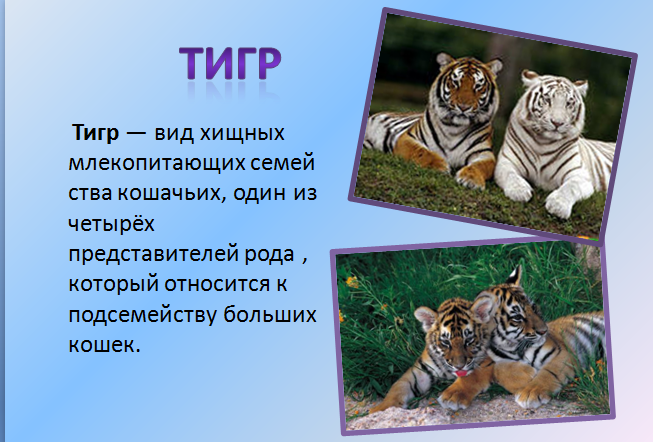 ТИГР
Тигр — вид хищных
млекопитающих семей
ства кошачьих, один из
четырёх
представителей рода ,
который относится к
подсемейству больших
кошек.